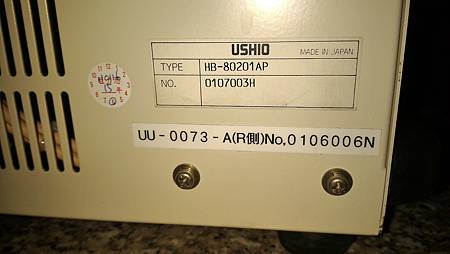 USHIO
MADE IN JAPAN
TYPE HB-80201AP
NO. 0107003H
UU-0073-A(R側)No,0106006N